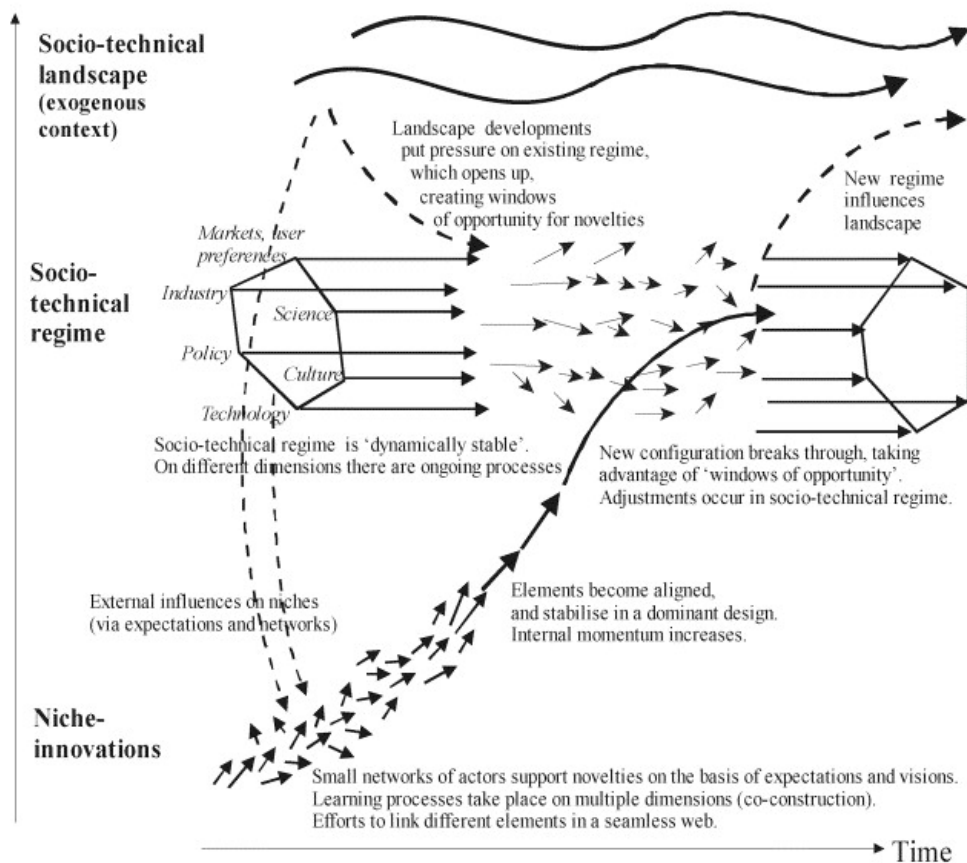 Socio-technical
landscape
(exogenous
context)
Landscape developments
put pressure on existing regime,
which opens up,
creating windows
of opportunity for novelties
New regime
influences
landscape
Markets, user
preferences
Socio-
technical
regime
Industry
Science
Policy
Culture
Technology
Socio-technical regime is ‘dynamically stable’.
On different dimensions there are ongoing processes
New configuration breaks through, taking
advantage of ‘windows of opportunity’.
Adjustments occur in socio-technical regime.
External influences on niches
(via expectations and networks)
Elements become aligned,
and stabilise in a dominant design.
Internal momentum increases.
Niche-
innovations
Small networks of actors support novelties on the basis of expectations and visions.
Learning processes take place on multiple dimensions (co-construction).
Efforts to link different elements in a seamless web.
Time